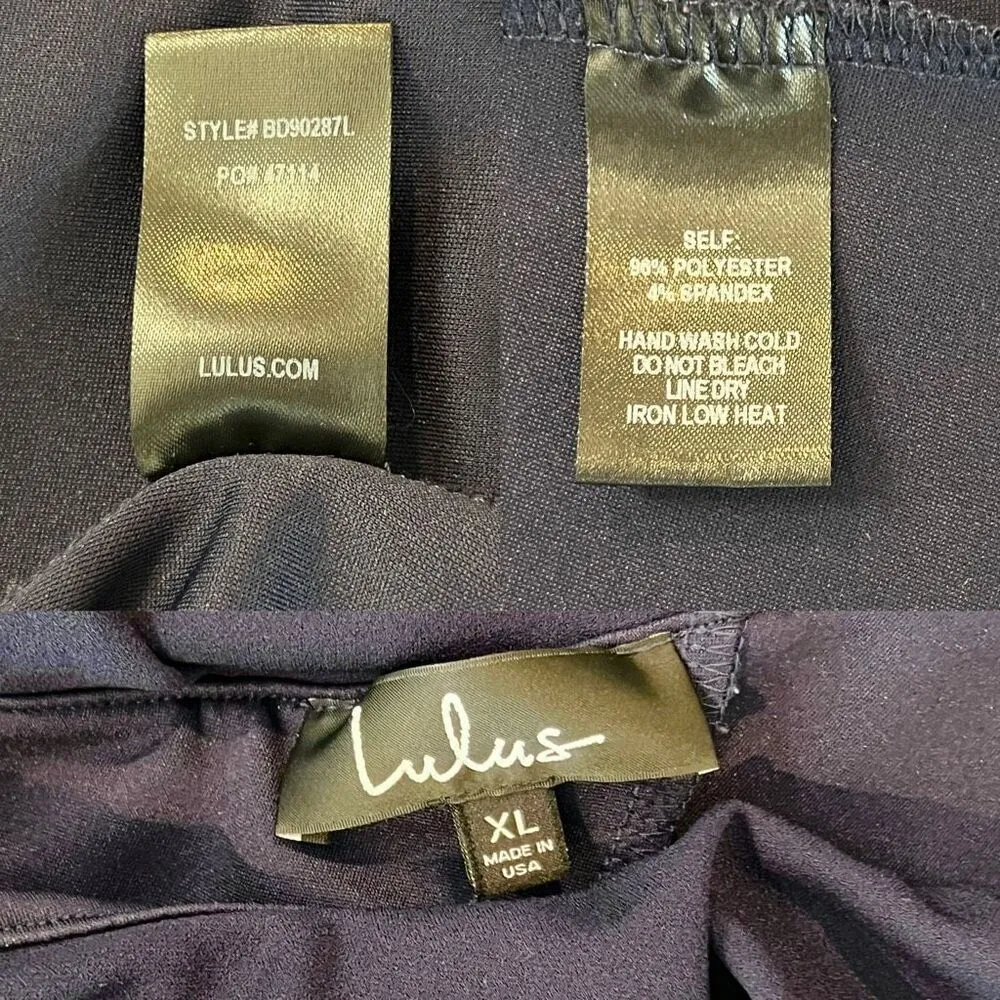 STYLE# BD90287L
PO# 47114
LULUS.COM
SELF:
96% POLYESTER
4% SPANDEX
HAND WASH COLD
DO NOT BLEACH
LINE DRY
IRON LOW HEAT
Lulus
XL
MADE IN
USA